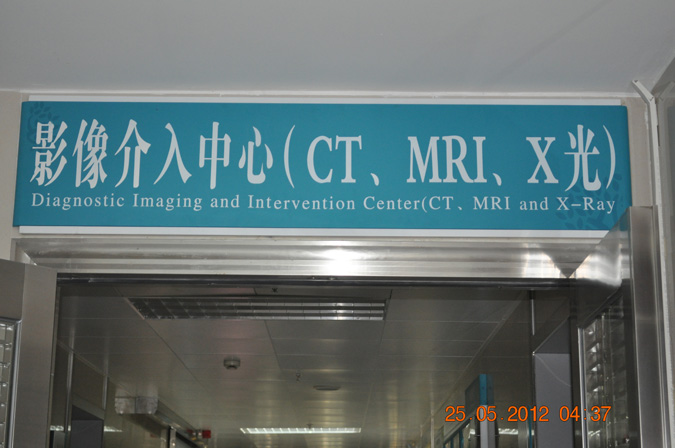 影像介入中心(CT、MRI、X光)
Diagnostic Imaging and Intervention Center(CT、MRI and X-Ray
25.05.2012 04:37